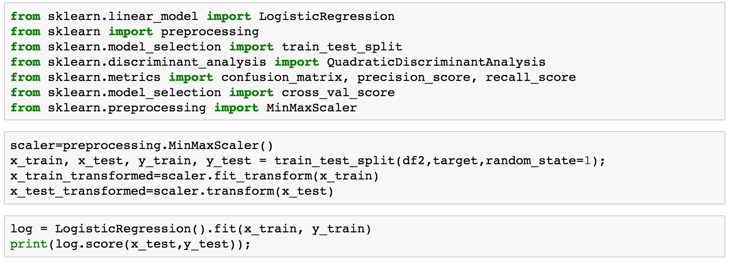 from sklearn.linear_model import LogisticRegression
from sklearn import preprocessing
from sklearn.model_selection import train_test_split
from sklearn.discriminant_analysis import QuadraticDiscriminantAnalysis
from sklearn.metrics import confusion_matrix, precision_score, recall_score
from sklearn.model_selection import cross_val_score
from sklearn.preprocessing import MinMaxScaler
scaler=preprocessing.MinMaxScaler()
x_train, x_test, y_train, y_test = train_test_split(df2,target,random_state=1);
x_train_transformed=scaler.fit_transform(x_train)
x_test_transformed=scaler.transform(x_test)
log = LogisticRegression().fit(x_train, y_train)
print(log.score(x_test,y_test));